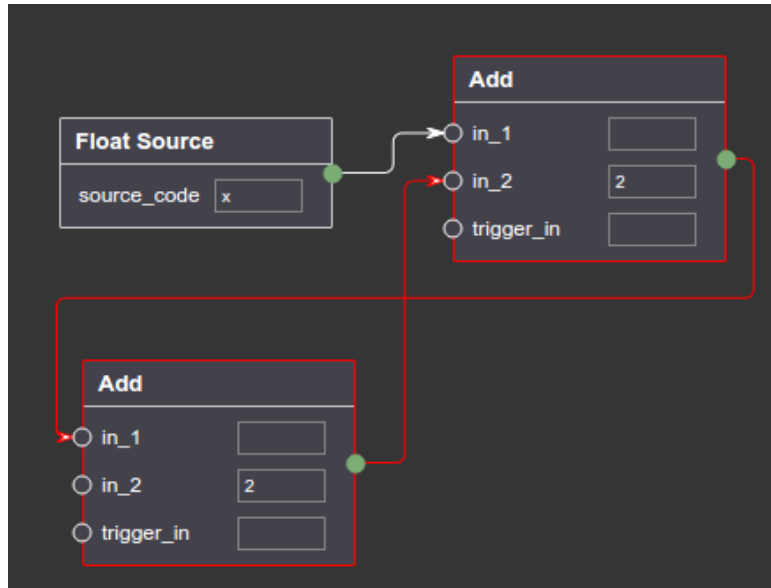 Add
in_1
in_2 2
trigger_in
Float Source
source_code x
Add
in_1
in_2 2
trigger_in